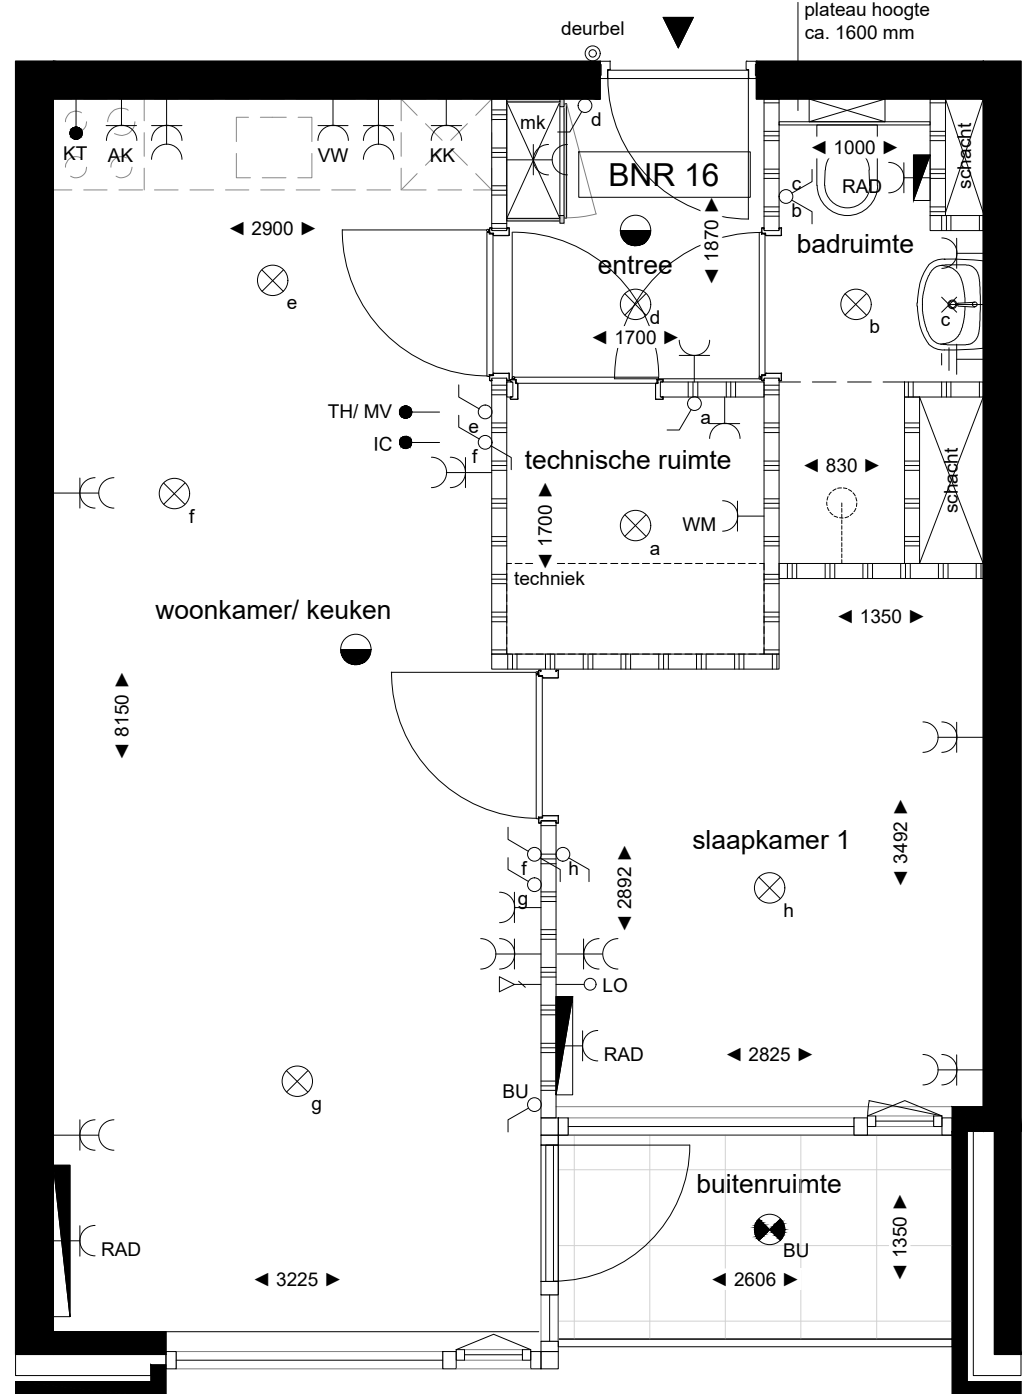 plateau hoogte
ca. 1600 mm
deurbel
mk
d
BNR 16
1000
RAD
schacht
KT
AK
VW
KK
c
b
2900
1870
badruimte
entree
e
d
b
c
1700
TH/ MV
e
IC
f
a
technische ruimte
830
schacht
f
1700
WM
a
techniek
woonkamer/ keuken
1350
8150
slaapkamer 1
3492
f
h
2892
g
h
LO
RAD
2825
g
BU
buitenruimte
1350
BU
RAD
3225
2606